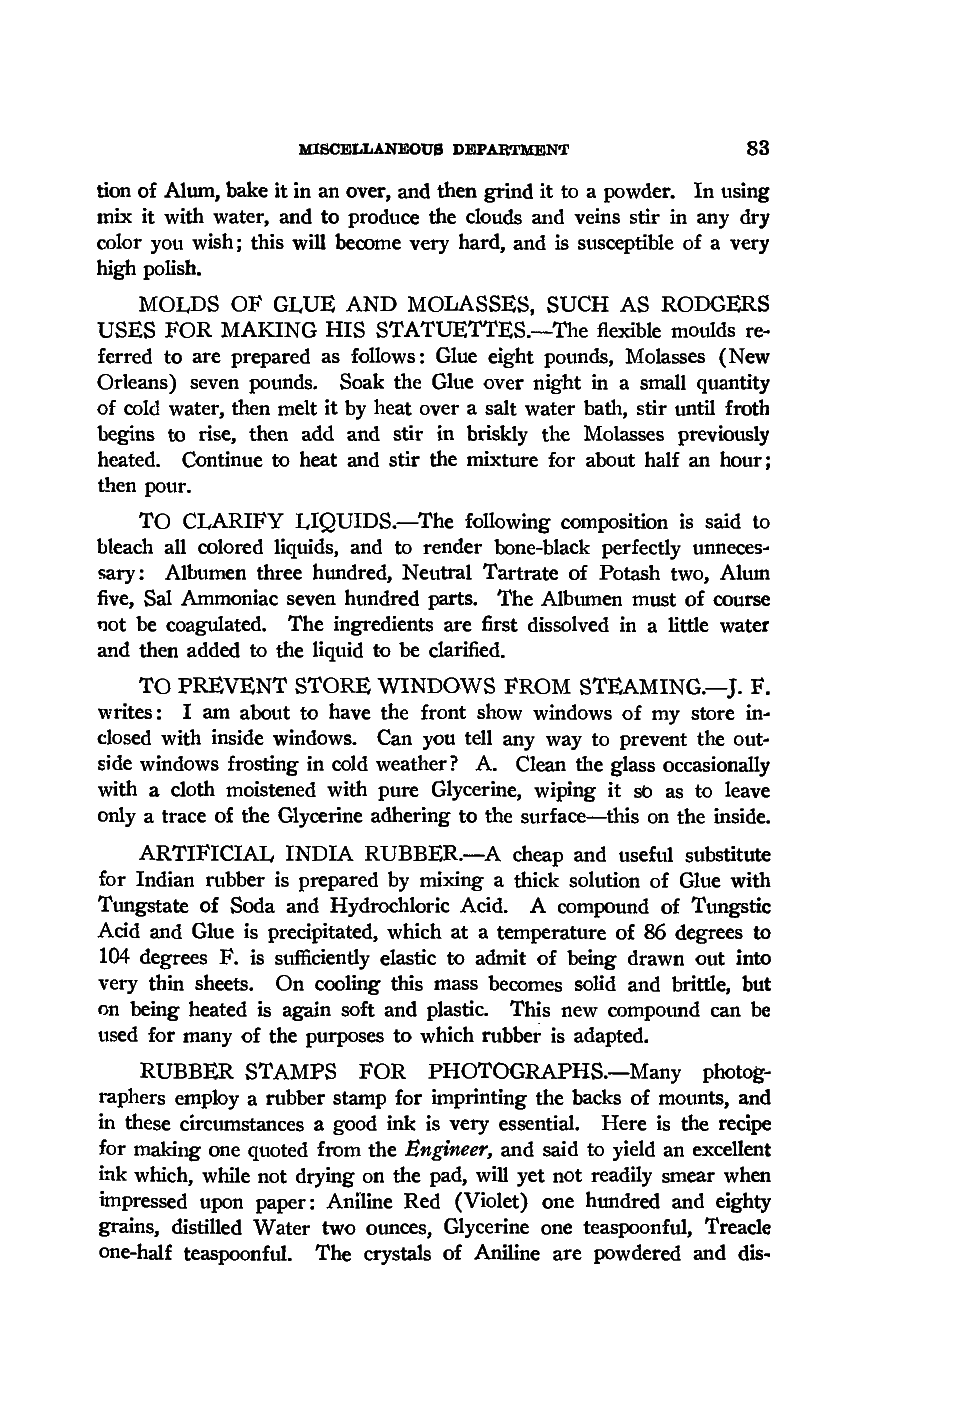 MISCELLANEOUS DEPARTMENT 83
tion of Alum, bake it in an over, and then grind it to a powder. In using
mix it with water, and to produce the clouds and veins stir in any dry
color you wish; this will become very hard, and is susceptible of a very
high polish.
MOLDS OF GLUE AND MOLASSES, SUCH AS RODGERS
USES FOR MAKING HIS STATUETTES.—The flexible moulds re-
ferred to are prepared as follows: Glue eight pounds, Molasses (New
Orleans) seven pounds. Soak the Glue over night in a small quantity
of cold water, then melt it by heat over a salt water bath, stir until froth
begins to rise, then add and stir in briskly the Molasses previously
heated. Continue to heat and stir the mixture for about half an hour;
then pour.
TO CLARIFY LIQUIDS.—The following composition is said to
bleach all colored liquids, and to render bone-black perfectly unneces-
sary: Albumen three hundred, Neutral Tartrate of Potash two, Alum
five, Sal Ammoniac seven hundred parts. The Albumen must of course
not be coagulated. The ingredients are first dissolved in a little water
and then added to the liquid to be clarified.
TO PREVENT STORE WINDOWS FROM STEAMING.—J. F.
writes: I am about to have the front show windows of my store in-
closed with inside windows. Can you tell any way to prevent the out-
side windows frosting in cold weather? A. Clean the glass occasionally
with a cloth moistened with pure Glycerine, wiping it so as to leave
only a trace of the Glycerine adhering to the surface—this on the inside.
ARTIFICIAL INDIA RUBBER.—A cheap and useful substitute
for Indian rubber is prepared by mixing a thick solution of Glue with
Tungstate of Soda and Hydrochloric Acid. A compound of Tungstic
Acid and Glue is precipitated, which at a temperature of 86 degrees to
104 degrees F. is sufficiently elastic to admit of being drawn out into
very thin sheets. On cooling this mass becomes solid and brittle, but
on being heated is again soft and plastic. This new compound can be
used for many of the purposes to which rubber is adapted.
RUBBER STAMPS FOR PHOTOGRAPHS.—Many photog-
raphers employ a rubber stamp for imprinting the backs of mounts, and
in these circumstances a good ink is very essential. Here is the recipe
for making one quoted from the Engineer, and said to yield an excellent
ink which, while not drying on the pad, will yet not readily smear when
impressed upon paper: Aniline Red (Violet) one hundred and eighty
grains, distilled Water two ounces, Glycerine one teaspoonful, Treacle
one-half teaspoonful. The crystals of Aniline are powdered and dis-